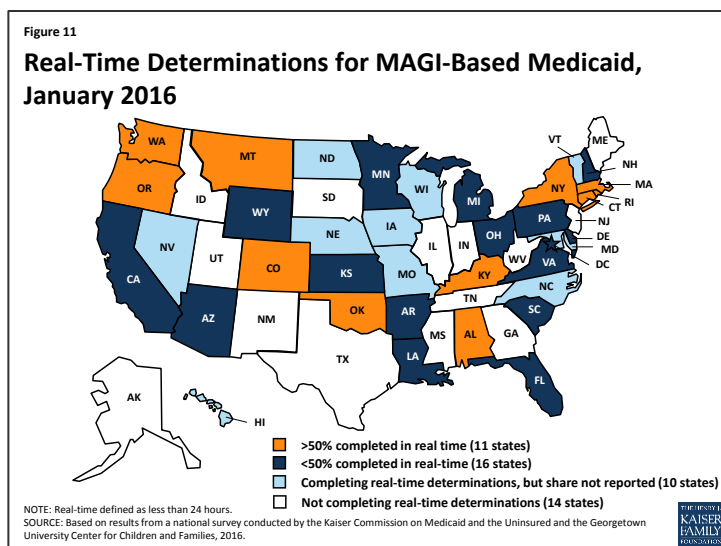 Figure 11
Real-Time Determinations for MAGI-Based Medicaid,
January 2016
WA
OR
MT
ID
WY
ND
SD
NE
MN
WI
IA
MI
VT
ME
NH
NY
MA
RI
CT
NJ
PA
DE
MD
DC
CA
NV
UT
CO
KS
MO
IL
IN
OH
WV
VA
KY
TN
NC
SC
AZ
NM
OK
AR
TX
LA
MS
AL
GA
FL
AK
HI
>50% completed in real time (11 states)
<50% completed in real-time (16 states)
Completing real-time determinations, but share not reported (10 states)
Not completing real-time determinations (14 states)
NOTE: Real-time defined as less than 24 hours.
SOURCE: Based on results from a national survey conducted by the Kaiser Commission on Medicaid and the Uninsured and the Georgetown
University Center for Children and Families, 2016.
THE HENRY J.
KAISER
FAMILY
FOUNDATION